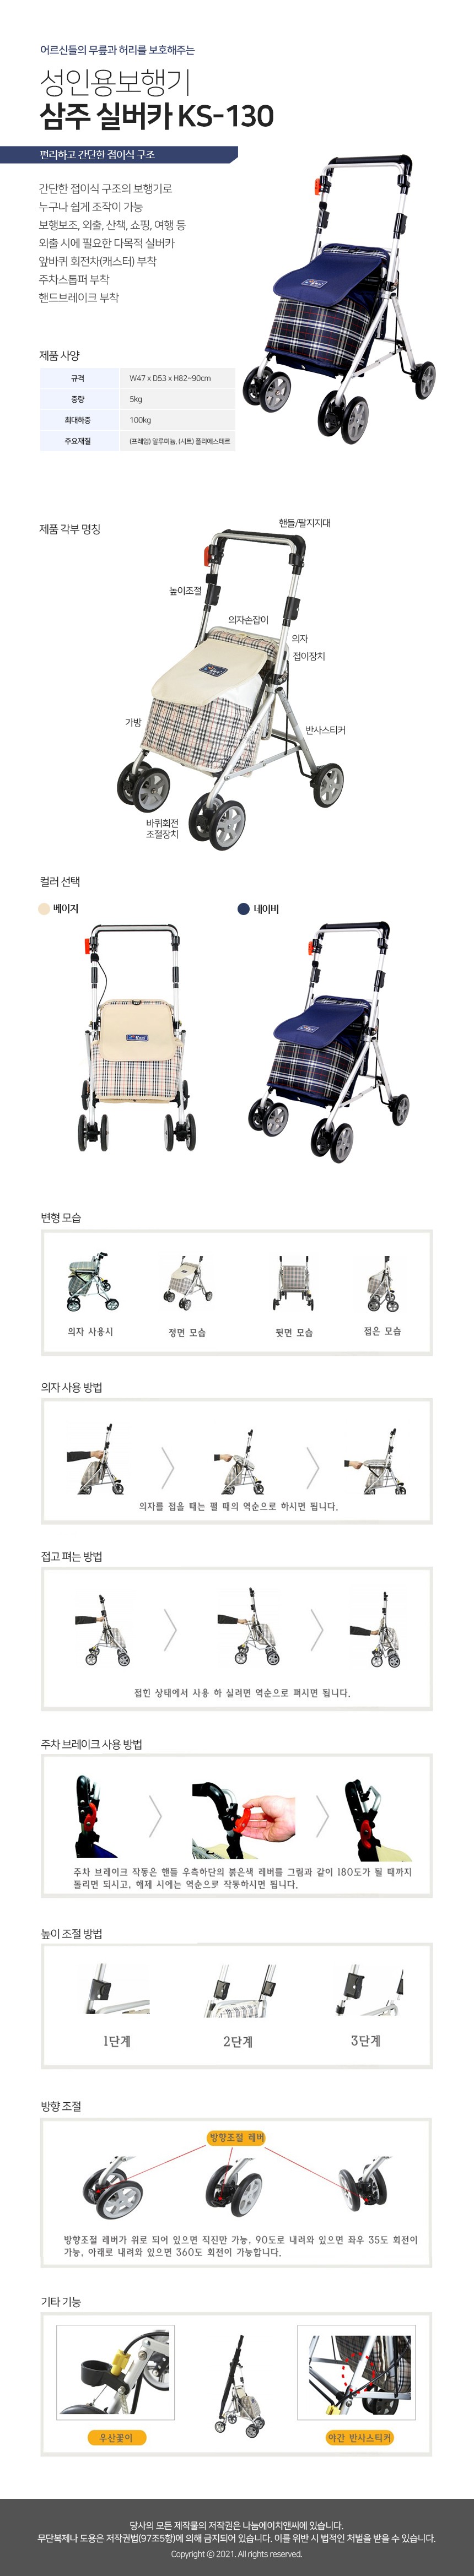 어르신들의 무릎과 허리를 보호해주는
성인용보행기
삼주 실버카 KS-130
편리하고 간단한 접이식 구조
간단한 접이식 구조의 보행기로
누구나 쉽게 조작이 가능
보행보조, 외출, 산책, 쇼핑, 여행 등
외출 시에 필요한 다목적 실버카
앞바퀴 회전차(캐스터) 부착
주차스톱퍼 부착
핸드브레이크 부착
제품 사양
규격 W47 x D53 x H82~90cm
중량 5kg
최대하중 100kg
주요재질 (프레임) 알루미늄, (시트) 폴리에스테르
제품 각부 명칭
핸들/팔지지대
높이조절
의자손잡이
의자
접이장치
가방
반사스티커
바퀴회전
조절장치
컬러 선택
베이지
네이비
변형 모습
의자 사용시
정면 모습
뒷면 모습
접은 모습
의자 사용 방법
의자를 접을 때는 펼 때의 역순으로 하시면 됩니다.
접고 펴는 방법
접힌 상태에서 사용 하 실려면 역순으로 펴시면 됩니다.
주차 브레이크 사용 방법
주차 브레이크 작동은 핸들 우측하단의 붉은색 레버를 그림과 같이 180도가 될 때까지
돌리면 되시고, 해제 시에는 역순으로 작동하시면 됩니다.
높이 조절 방법
1단계
2단계
3단계
방향 조절
방향조절 레버
방향조절 레버가 위로 되어 있으면 직진만 가능, 90도로 내려와 있으면 좌우 35도 회전이
가능, 아래로 내려와 있으면 360도 회전이 가능합니다.
기타 기능
우산꽂이
야간 반사스티커
당사의 모든 제작물의 저작권은 나눔에이치앤씨에 있습니다.
무단복제나 도용은 저작권법(97조5항)에 의해 금지되어 있습니다. 이를 위반 시 법적인 처벌을 받을 수 있습니다.
Copyright ⓒ 2021. All rights reserved.